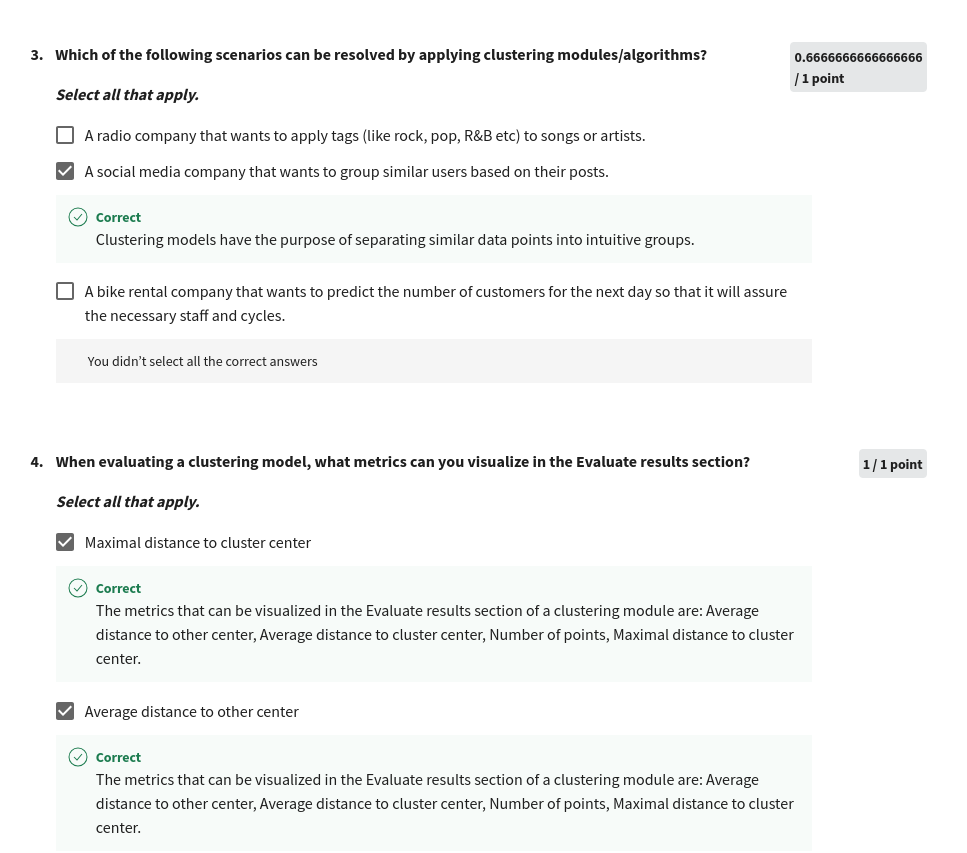 3. Which of the following scenarios can be resolved by applying clustering modules/algorithms?
0.6666666666666666
/ 1 point
Select all that apply.
A radio company that wants to apply tags (like rock, pop, R&B etc) to songs or artists.
A social media company that wants to group similar users based on their posts.
Correct
Clustering models have the purpose of separating similar data points into intuitive groups.
A bike rental company that wants to predict the number of customers for the next day so that it will assure
the necessary staff and cycles.
You didn’t select all the correct answers
4. When evaluating a clustering model, what metrics can you visualize in the Evaluate results section?
1 / 1 point
Select all that apply.
Maximal distance to cluster center
Correct
The metrics that can be visualized in the Evaluate results section of a clustering module are: Average
distance to other center, Average distance to cluster center, Number of points, Maximal distance to cluster
center.
Average distance to other center
Correct
The metrics that can be visualized in the Evaluate results section of a clustering module are: Average
distance to other center, Average distance to cluster center, Number of points, Maximal distance to cluster
center.